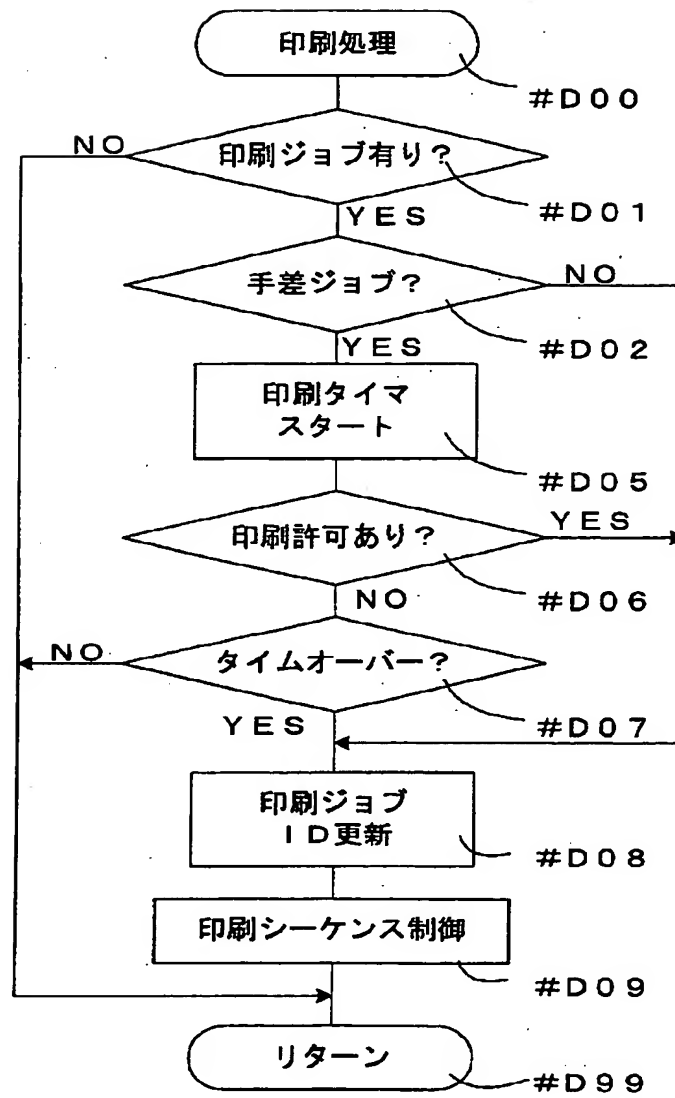 印刷処理
#D00
NO
印刷ジョブ有り?
#D01
YES
手差ジョブ?
NO
#D02
YES
印刷タイマ
スタート
#D05
印刷許可あり?
YES
#D06
NO
NO
タイムオーバー?
#D07
YES
印刷ジョブ
ID更新
#D08
印刷シーケンス制御
#D09
リターン
#D99